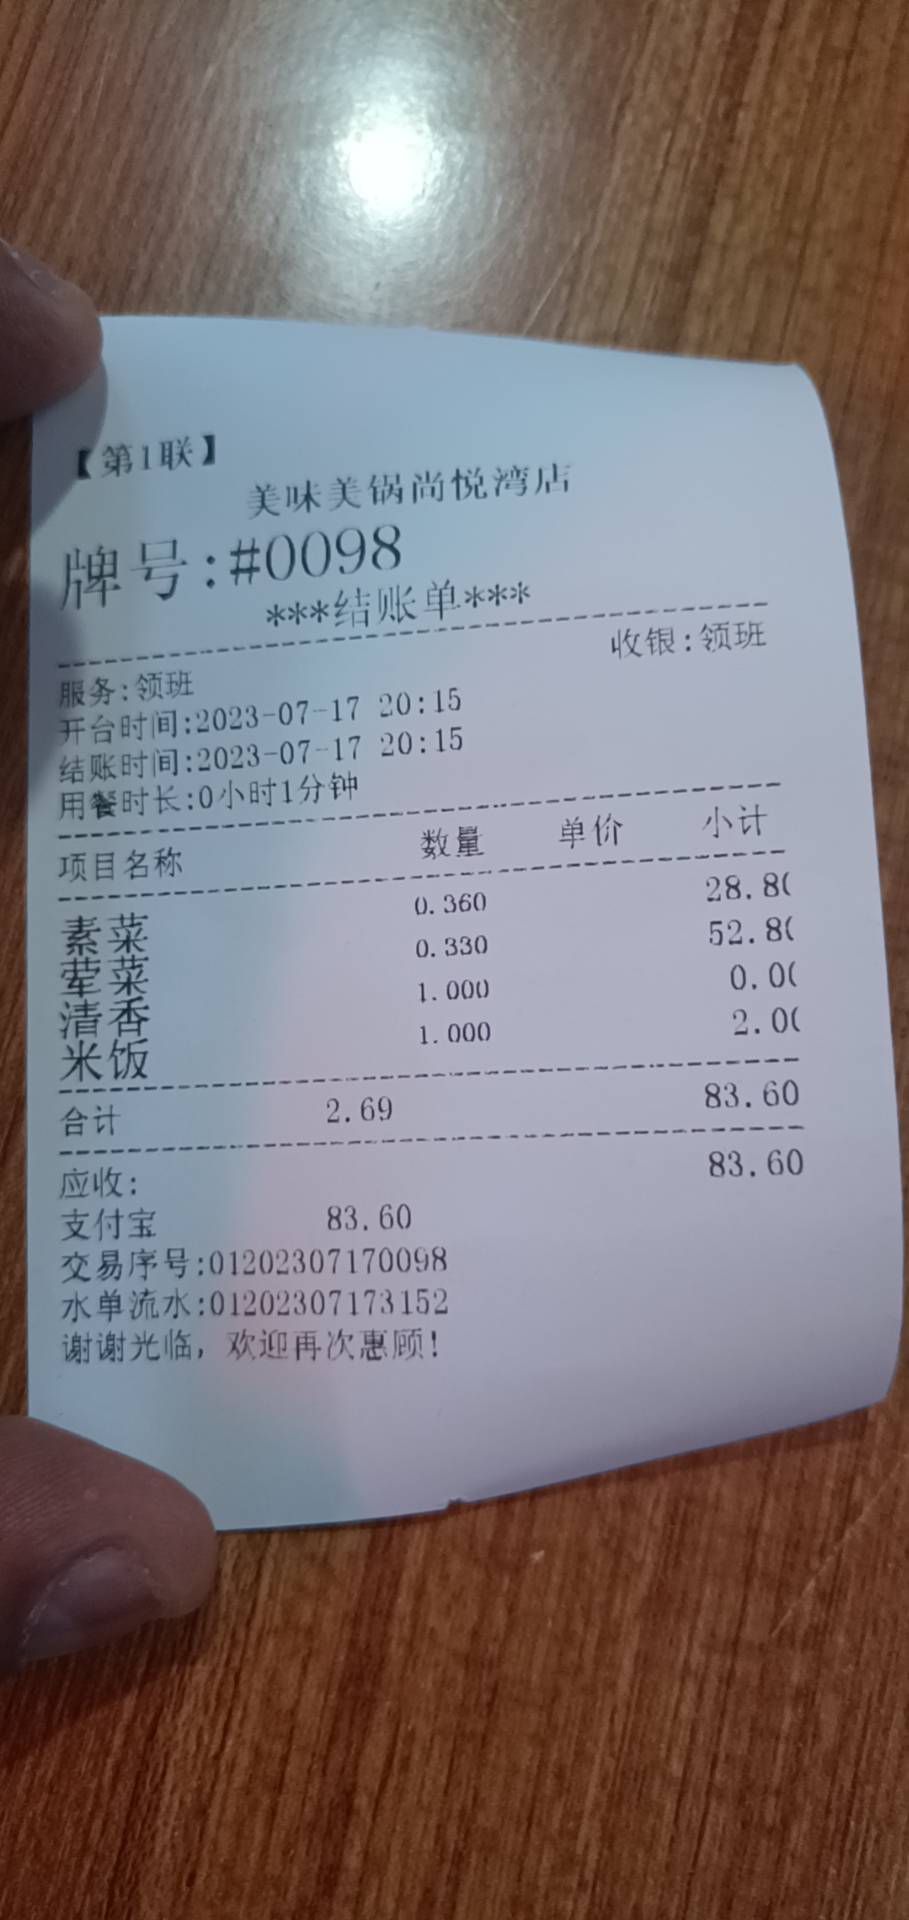 【第1联】
美味美锅尚悦湾店
牌号:#0098
***结账单***
收银:领班
服务:领班
开台时间:2023-07-17 20:15
结账时间:2023-07-17 20:15
用餐时长:0小时1分钟
项目名称 数量 单价 小计
素菜 0.360 28.8
荤菜 0.330 52.8
清香 1.000 0.0
米饭 1.000 2.0
合计 2.69 83.60
应收: 83.60
支付宝 83.60
交易序号:01202307170098
水单流水:01202307173152
谢谢光临，欢迎再次惠顾!